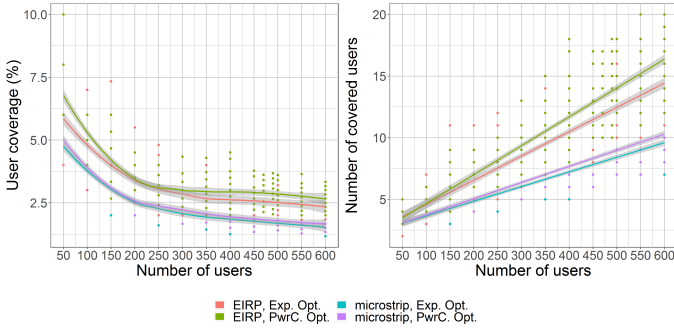 10.0
7.5
5.0
2.5
User coverage (%)
50 100 150 200 250 300 350 400 450 500 550 600
Number of users
20
15
10
5
Number of covered users
50 100 150 200 250 300 350 400 450 500 550 600
Number of users
EIRP, Exp. Opt.
EIRP, PwrC. Opt.
microstrip, Exp. Opt.
microstrip, PwrC. Opt.